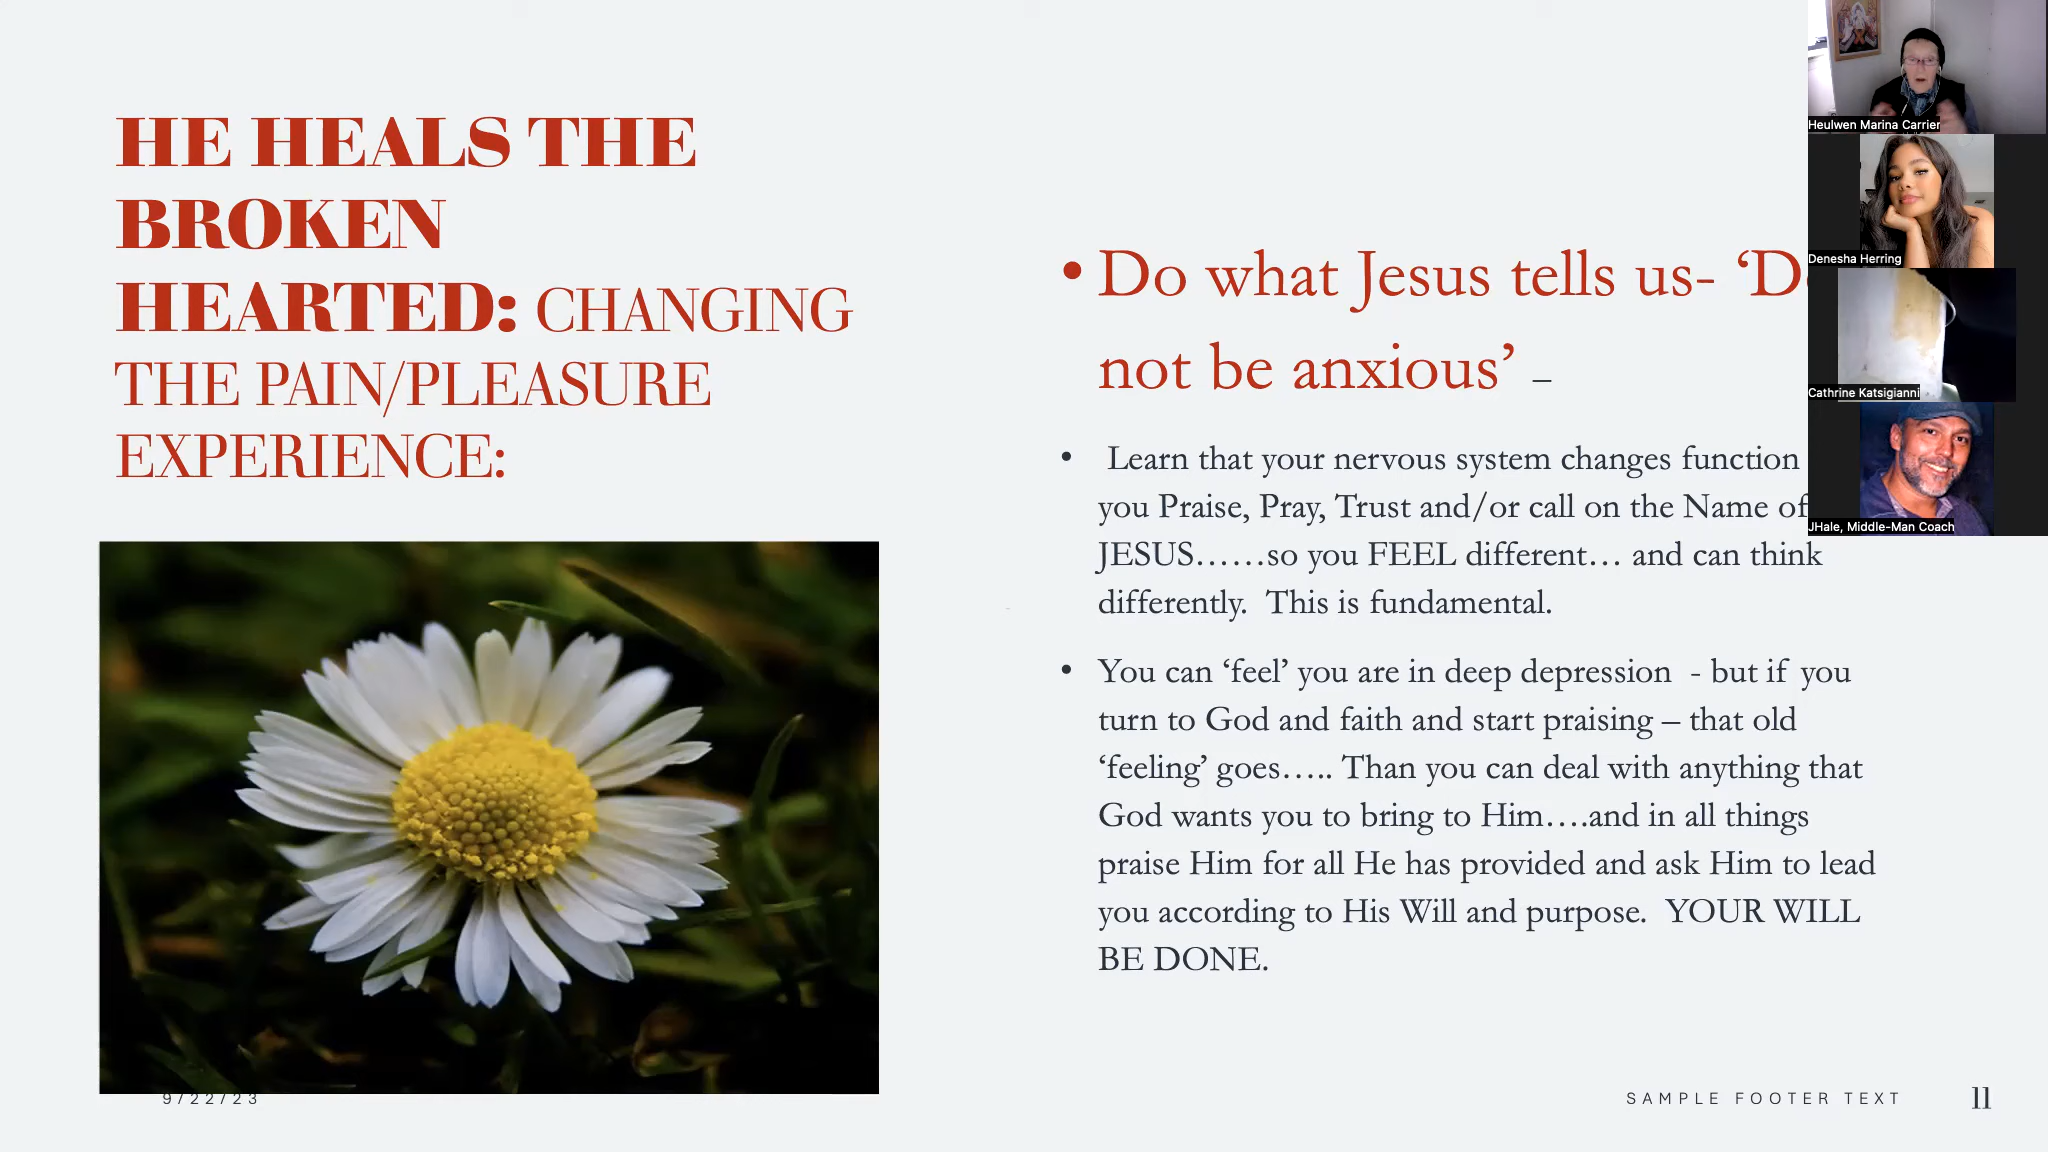 HE HEALS THE
BROKEN
HEARTED: CHANGING
THE PAIN/PLEASURE
EXPERIENCE:
• Do what Jesus tells us- ‘D
not be anxious’ –
• Learn that your nervous system changes function
you Praise, Pray, Trust and/or call on the Name of
JESUS……so you FEEL different… and can think
differently.  This is fundamental.
• You can ‘feel’ you are in deep depression  - but if you
turn to God and faith and start praising – that old
‘feeling’ goes….. Than you can deal with anything that
God wants you to bring to Him….and in all things
praise Him for all He has provided and ask Him to lead
you according to His Will and purpose.  YOUR WILL
BE DONE.
9/22/23
SAMPLE FOOTER TEXT
11
Heulwen Marina Carrier
Denesha Herring
Cathrine Katsigianni
JHale, Middle-Man Coach